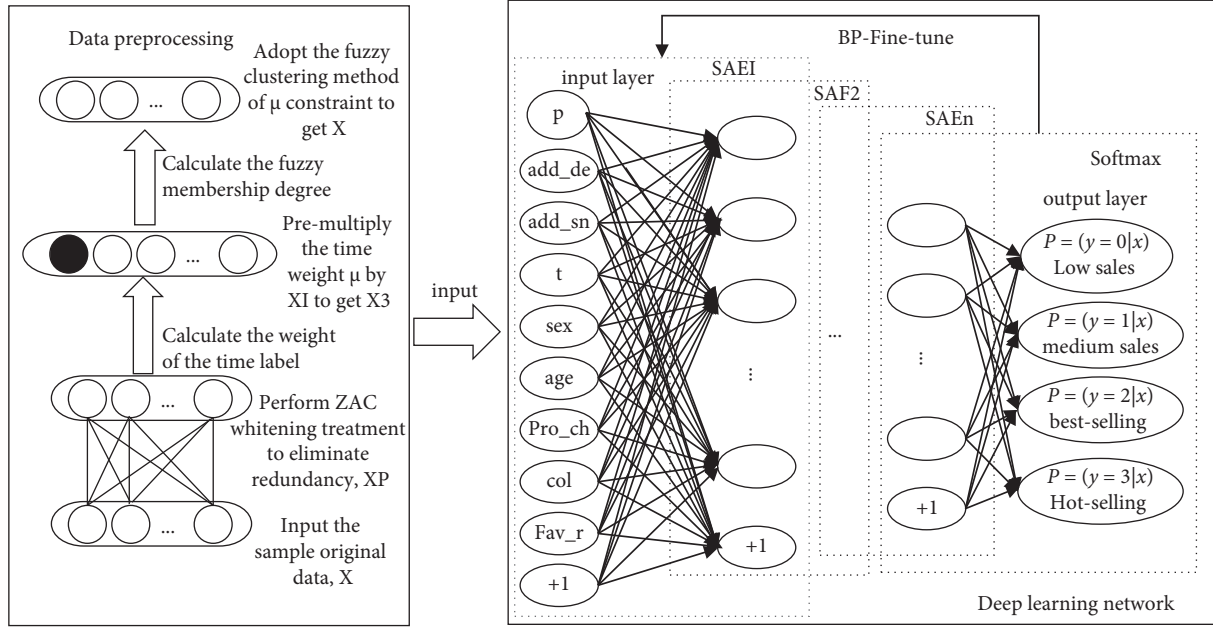 Data preprocessing
Adopt the fuzzy
clustering method
of μ constraint to
get X
...
Calculate the fuzzy
membership degree
Pre-multiply
the time
weight μ by
XI to get X3
...
Calculate the weight
of the time label
...
Perform ZAC
whitening treatment
to eliminate
redundancy, XP
...
Input the
sample original
data, X
input
BP-Fine-tune
input layer
SAEI
SAF2
SAEn
Softmax
p
add_de
add_sn
t
sex
age
Pro_ch
col
Fav_r
+1
...
+1
...
...
+1
output layer
P = (y = 0|x)
Low sales
P = (y = 1|x)
medium sales
P = (y = 2|x)
best-selling
P = (y = 3|x)
Hot-selling
Deep learning network